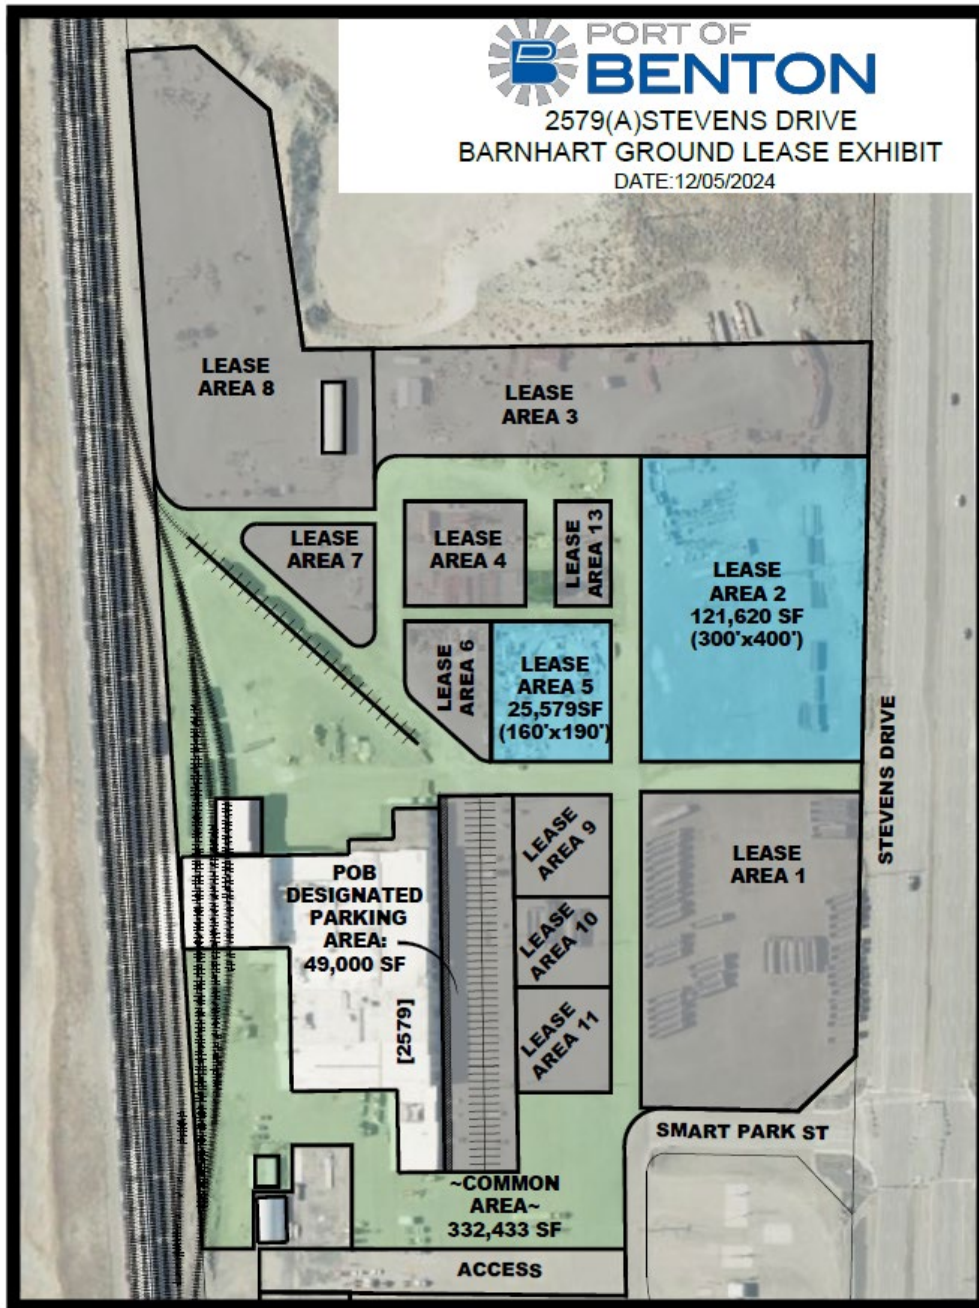 PORT OF
BENTON
2579(A)STEVENS DRIVE
BARNHART GROUND LEASE EXHIBIT
DATE:12/05/2024
LEASE
AREA 8
LEASE
AREA 3
LEASE
AREA 7
LEASE
AREA 4
LEASE
AREA 13
LEASE
AREA 2
121,620 SF
(300'x400')
LEASE
AREA 6
LEASE
AREA 5
25,579SF
(160'x190')
STEVENS DRIVE
LEASE
AREA 9
LEASE
AREA 1
POB
DESIGNATED
PARKING
AREA:
49,000 SF
LEASE
AREA 10
[2579]
LEASE
AREA 11
SMART PARK ST
~COMMON
AREA~
332,433 SF
ACCESS